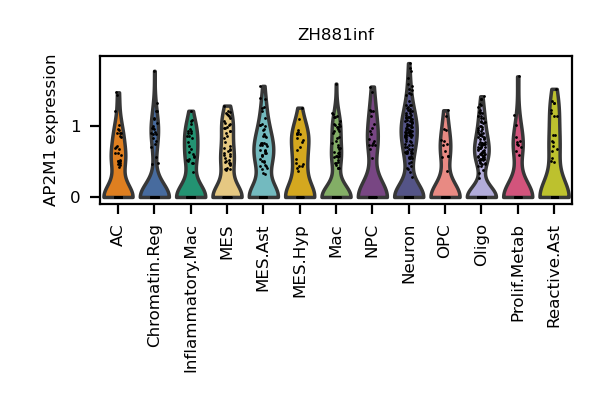 ZH881inf
AP2M1 expression
1
0
AC
Chromatin.Reg
Inflammatory.Mac
MES
MES.Ast
MES.Hyp
Mac
NPC
Neuron
OPC
Oligo
Prolif.Metab
Reactive.Ast